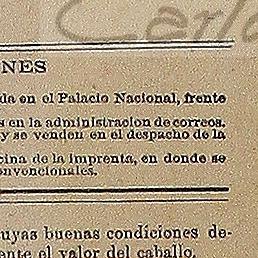 Carlo
NES
da en el Palacio Nacional, frente
s en la administracion de correos.
y se venden en el despacho de la
cina de la imprenta, en donde se
onvencionales.
uyas buenas condiciones de-
ente el valor del caballo.